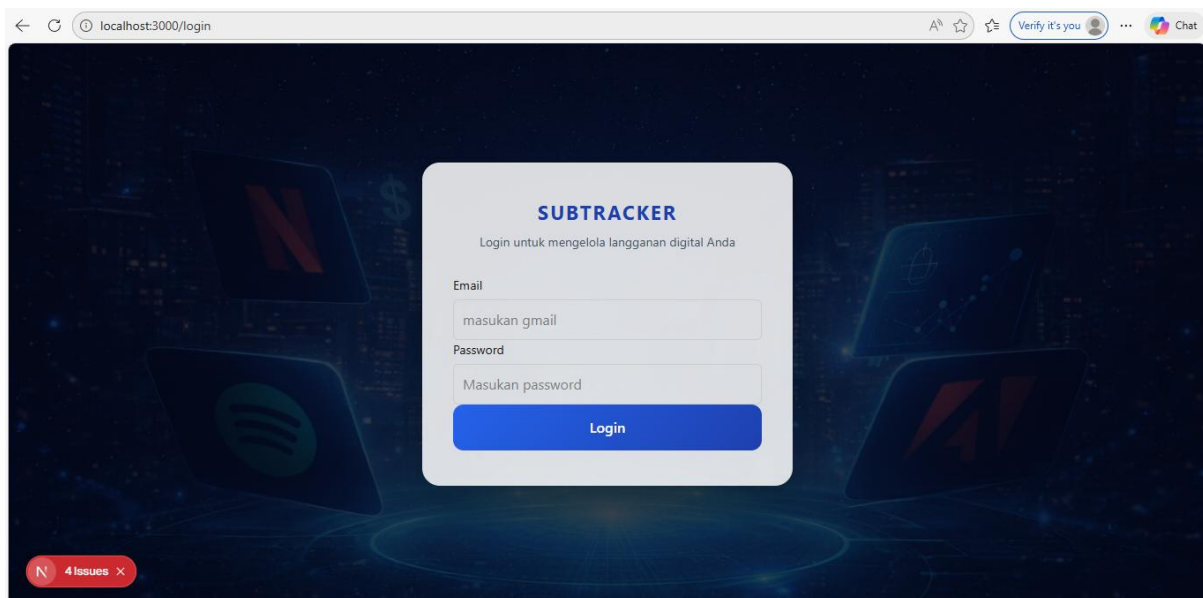 localhost:3000/login
Verify it's you
Chat
SUBTRACKER
Login untuk mengelola langganan digital Anda
Email
masukan gmail
Password
Masukan password
Login
N 4 Issues